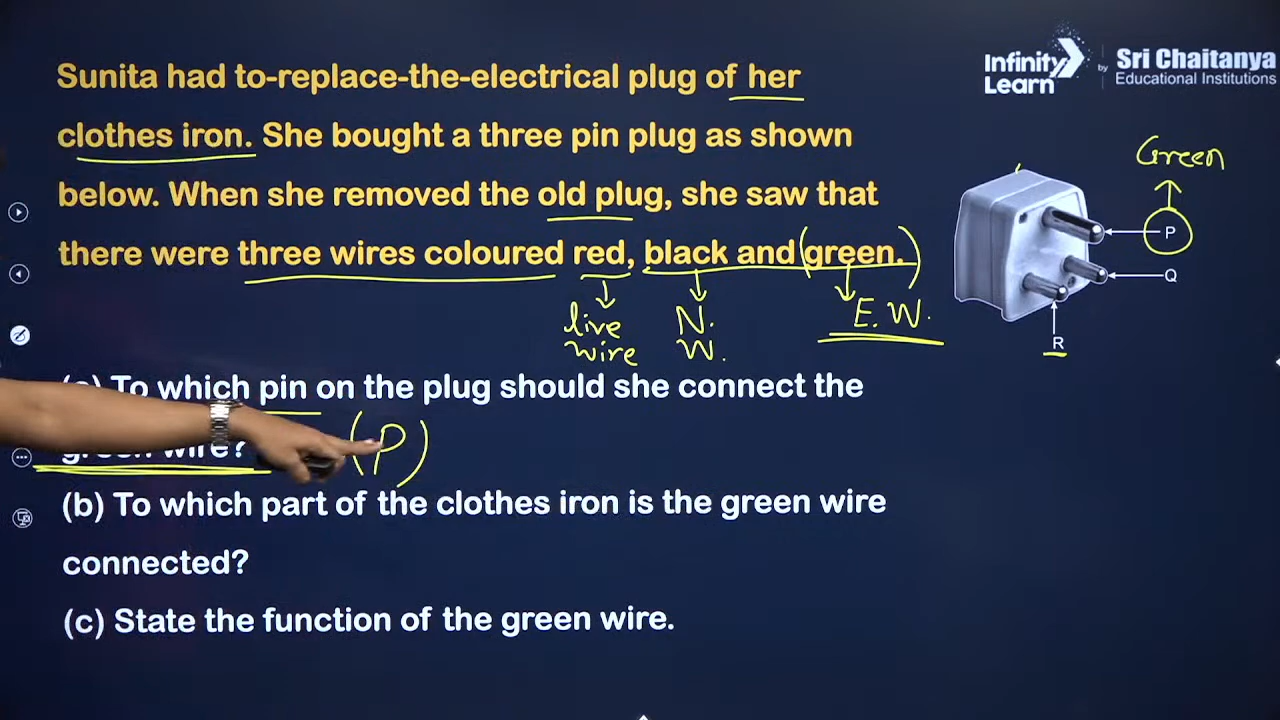 Infinity Learn by Sri Chaitanya Educational Institutions
Sunita had to-replace-the-electrical plug of her
clothes iron. She bought a three pin plug as shown
below. When she removed the old plug, she saw that
there were three wires coloured red, black and (green.)
Green
P
Q
R
live wire
N. W.
E. W.
To which pin on the plug should she connect the
wire? (P)
(b) To which part of the clothes iron is the green wire
connected?
(c) State the function of the green wire.